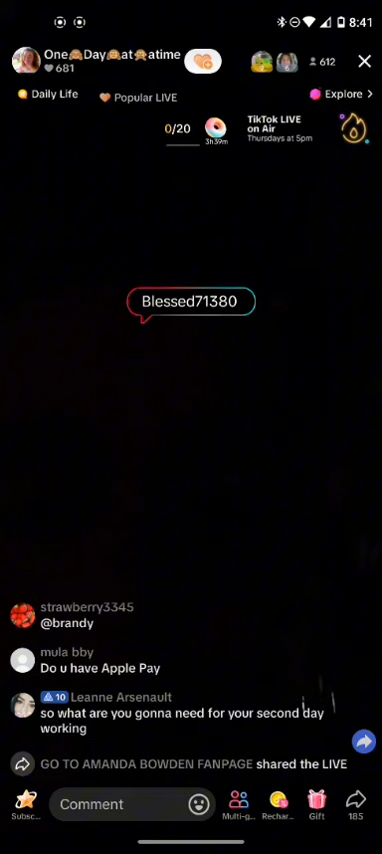 8:41
One🙈Day🙈at🙈atime
681
612
Daily Life
Popular LIVE
Explore >
0/20
3h39m
TikTok LIVE
on Air
Thursdays at 5pm
Blessed71380
strawberry3345
@brandy
mula bby
Do u have Apple Pay
10 Leanne Arsenault
so what are you gonna need for your second day
working
GO TO AMANDA BOWDEN FANPAGE shared the LIVE
Comment
Subsc...
Multi-g...
Rechar...
Gift
185